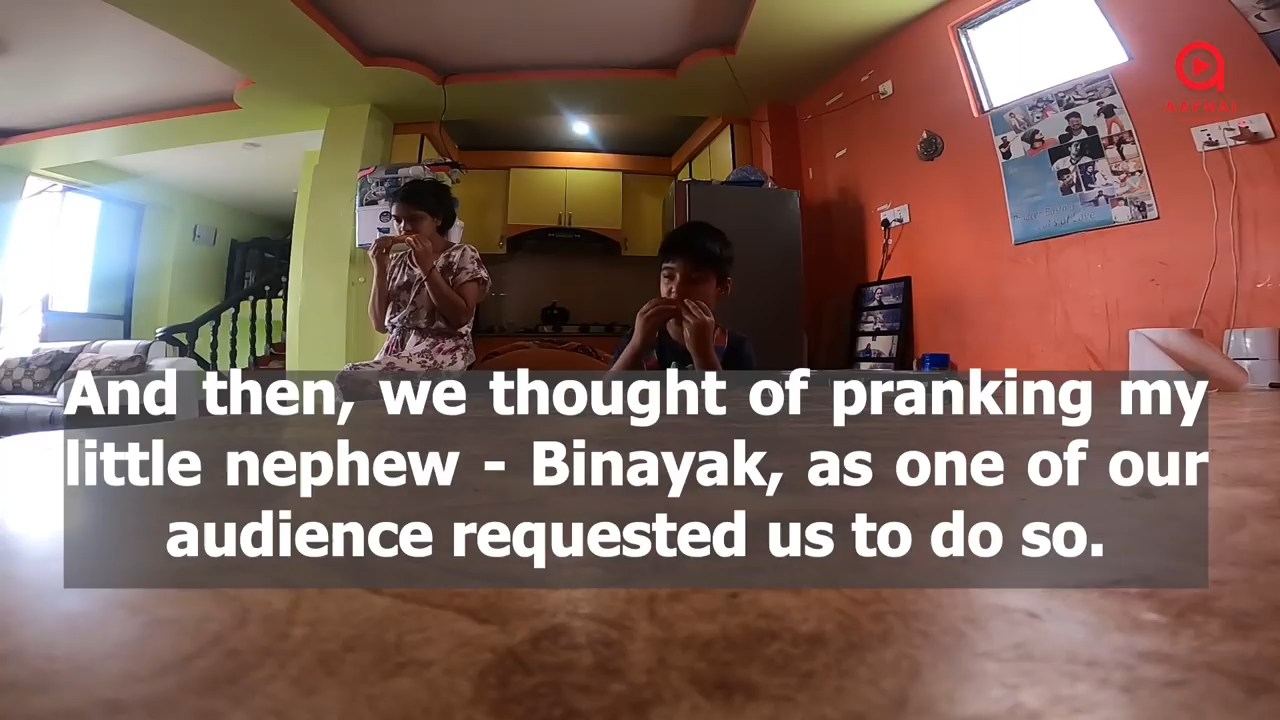 AAFNAI
And then, we thought of pranking my
little nephew - Binayak, as one of our
audience requested us to do so.